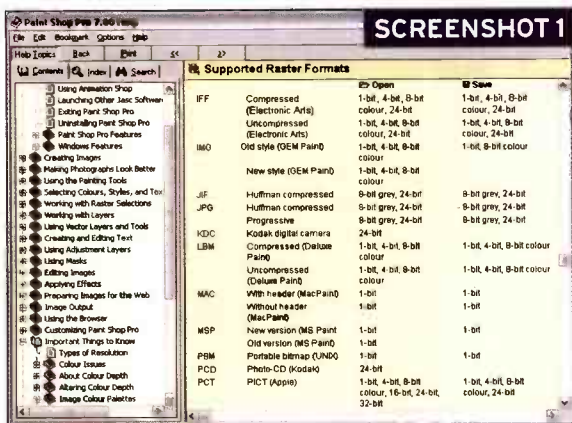 SCREENSHOT 1
Paint Shop Pro 7.00 Help
File Edit Bookmark Options Help
Help Topics Back Print << >>
Contents Index Search
Using Animation Shop
Launching Other Jasc Softwar
Exiting Paint Shop Pro
Uninstalling Paint Shop Pro
Paint Shop Pro Features
Windows Features
Creating Images
Making Photographs Look Better
Using the Painting Tools
Selecting Colours, Styles, and Tex
Working with Raster Selections
Working with Layers
Using Vector Layers and Tools
Creating and Editing Text
Using Adjustment Layers
Using Masks
Editing Images
Applying Effects
Preparing Images for the Web
Image Output
Using the Browser
Customizing Paint Shop Pro
Important Things to Know
Types of Resolution
Colour Issues
About Colour Depth
Altering Colour Depth
Image Colour Palettes
Supported Raster Formats
Open Save
IFF Compressed 1-bit, 4-bit, 8-bit 1-bit, 4-bit, 8-bit
(Electronic Arts) colour, 24-bit colour, 24-bit
Uncompressed 1-bit, 4-bit, 8-bit 1-bit, 4-bit, 8-bit
(Electronic Arts) colour, 24-bit colour, 24-bit
IMG Old style (GEM Paint) 1-bit, 4-bit, 8-bit 1-bit, 8-bit colour
colour
New style (GEM Paint) 1-bit, 4-bit, 8-bit
colour
JIF Huffman compressed 8-bit grey, 24-bit 8-bit grey, 24-bit
JPG Huffman compressed 8-bit grey, 24-bit 8-bit grey, 24-bit
Progressive 8-bit grey, 24-bit 8-bit grey, 24-bit
KDC Kodak digital camera 24-bit
LBM Compressed (Deluxe 1-bit, 4-bit, 8-bit 1-bit, 4-bit, 8-bit colour
Paint) colour
Uncompressed 1-bit, 4-bit, 8-bit 1-bit, 4-bit, 8-bit colour
(Deluxe Paint) colour
MAC With header (MacPaint) 1-bit 1-bit
Without header 1-bit 1-bit
(MacPaint)
MSP New version (MS Paint 1-bit 1-bit
Old version (MS Paint) 1-bit
PBM Portable bitmap (UNIX) 1-bit 1-bit
PCD Photo-CD (Kodak) 24-bit
PCT PICT (Apple) 1-bit, 4-bit, 8-bit 1-bit, 4-bit, 8-bit
colour, 16-bit, 24-bit, colour, 24-bit
32-bit